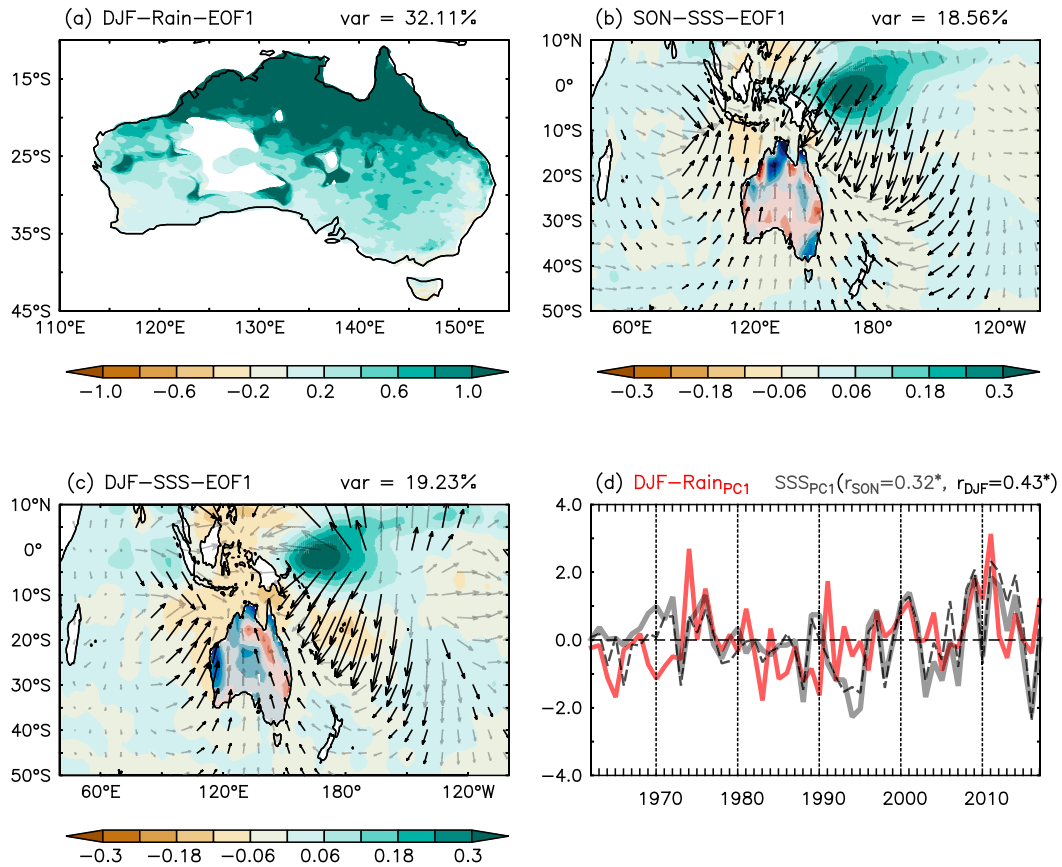 (a) DJF-Rain-EOF1 var = 32.11%
15°S
25°S
35°S
45°S
110°E 120°E 130°E 140°E 150°E
-1.0 -0.6 -0.2 0.2 0.6 1.0
(b) SON-SSS-EOF1 var = 18.56%
10°N
0°
10°S
20°S
30°S
40°S
50°S
60°E 120°E 180° 120°W
-0.3 -0.18 -0.06 0.06 0.18 0.3
(c) DJF-SSS-EOF1 var = 19.23%
10°N
0°
10°S
20°S
30°S
40°S
50°S
60°E 120°E 180° 120°W
-0.3 -0.18 -0.06 0.06 0.18 0.3
(d) DJF-RainPC1 SSSPC1(rSON=0.32*, rDJF=0.43*)
4.0
2.0
0.0
-2.0
-4.0
1970 1980 1990 2000 2010